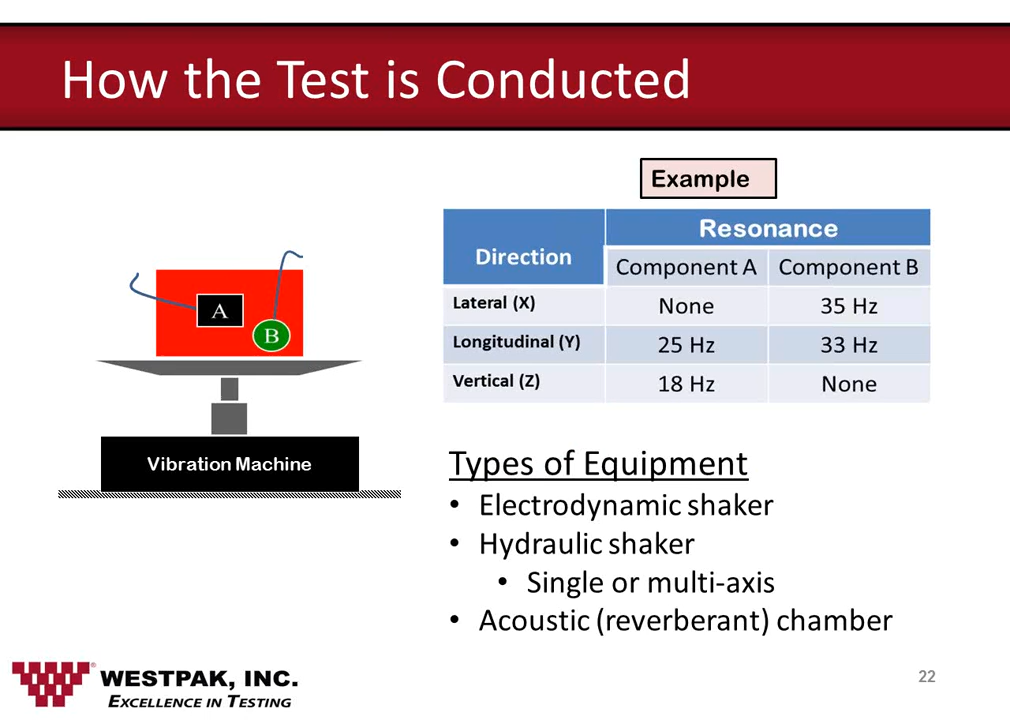 How the Test is Conducted
Example
Direction
Resonance
Component A
Component B
Lateral (X)
None
35 Hz
Longitudinal (Y)
25 Hz
33 Hz
Vertical (Z)
18 Hz
None
A
B
Vibration Machine
Types of Equipment
• Electrodynamic shaker
• Hydraulic shaker
• Single or multi-axis
• Acoustic (reverberant) chamber
WESTPAK, INC.
EXCELLENCE IN TESTING
®
22